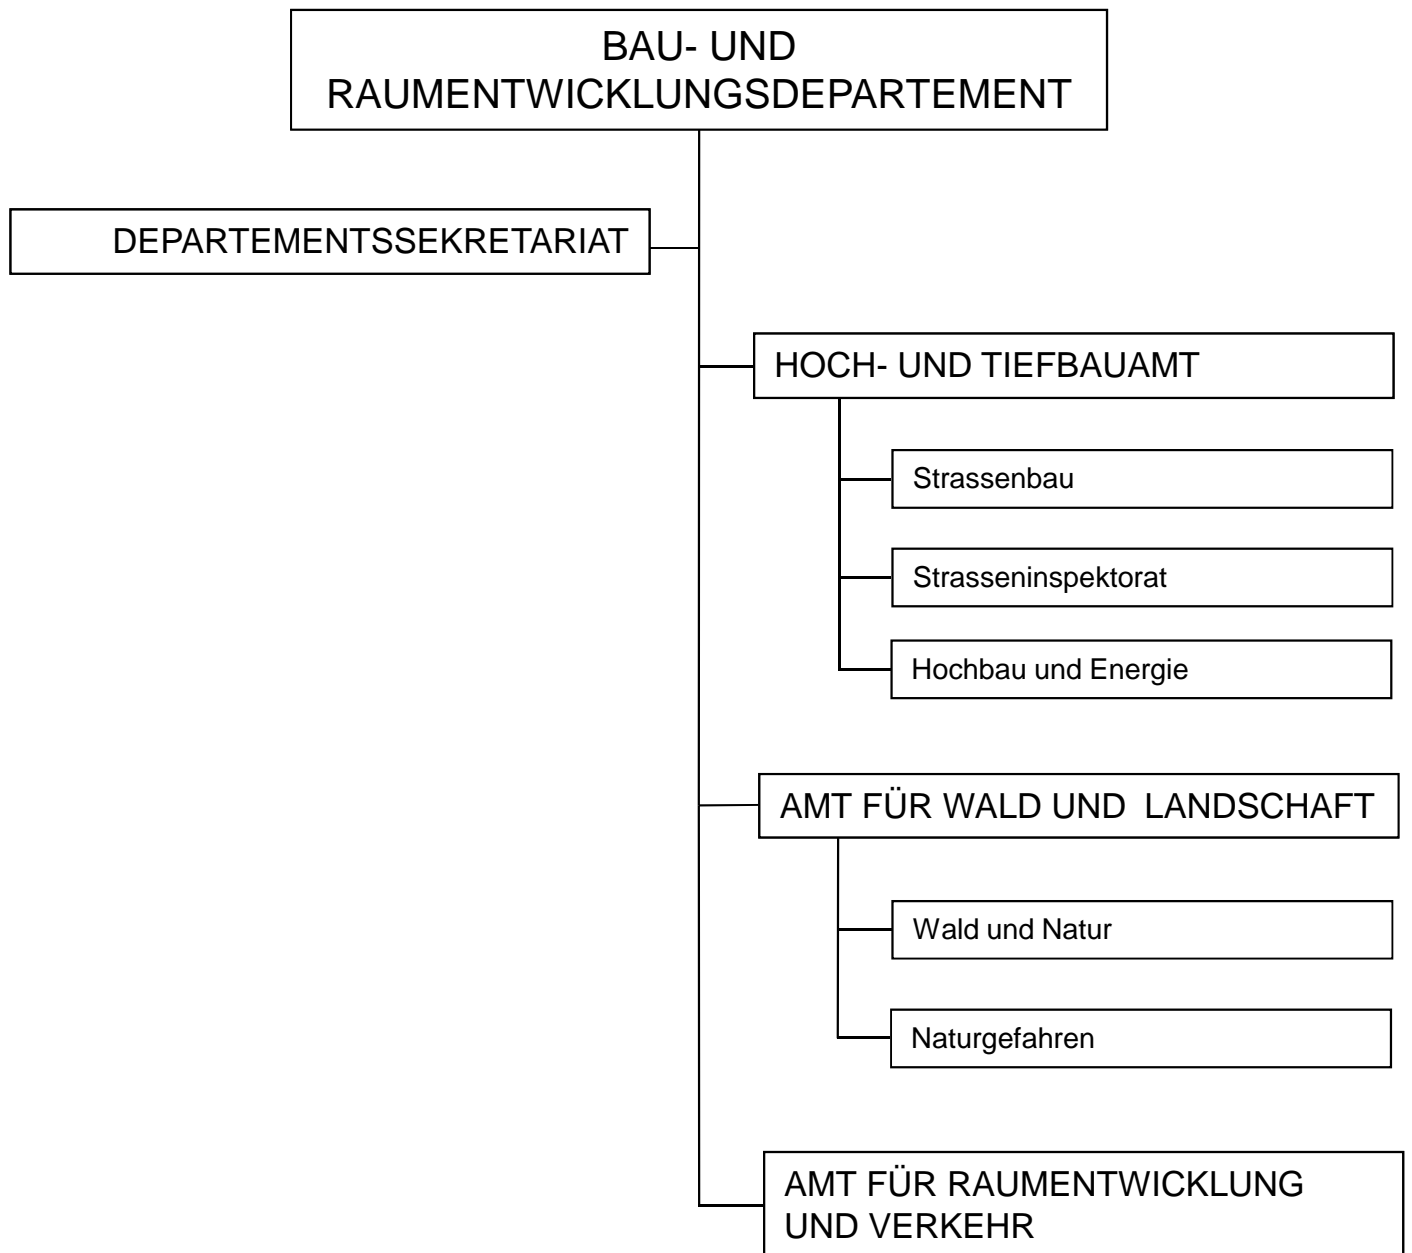 BAU- UND
RAUMENTWICKLUNGSDEPARTEMENT
DEPARTEMENTSSEKRETARIAT
HOCH- UND TIEFBAUAMT
Strassenbau
Strasseninspektorat
Hochbau und Energie
AMT FÜR WALD UND  LANDSCHAFT
Wald und Natur
Naturgefahren
AMT FÜR RAUMENTWICKLUNG
UND VERKEHR